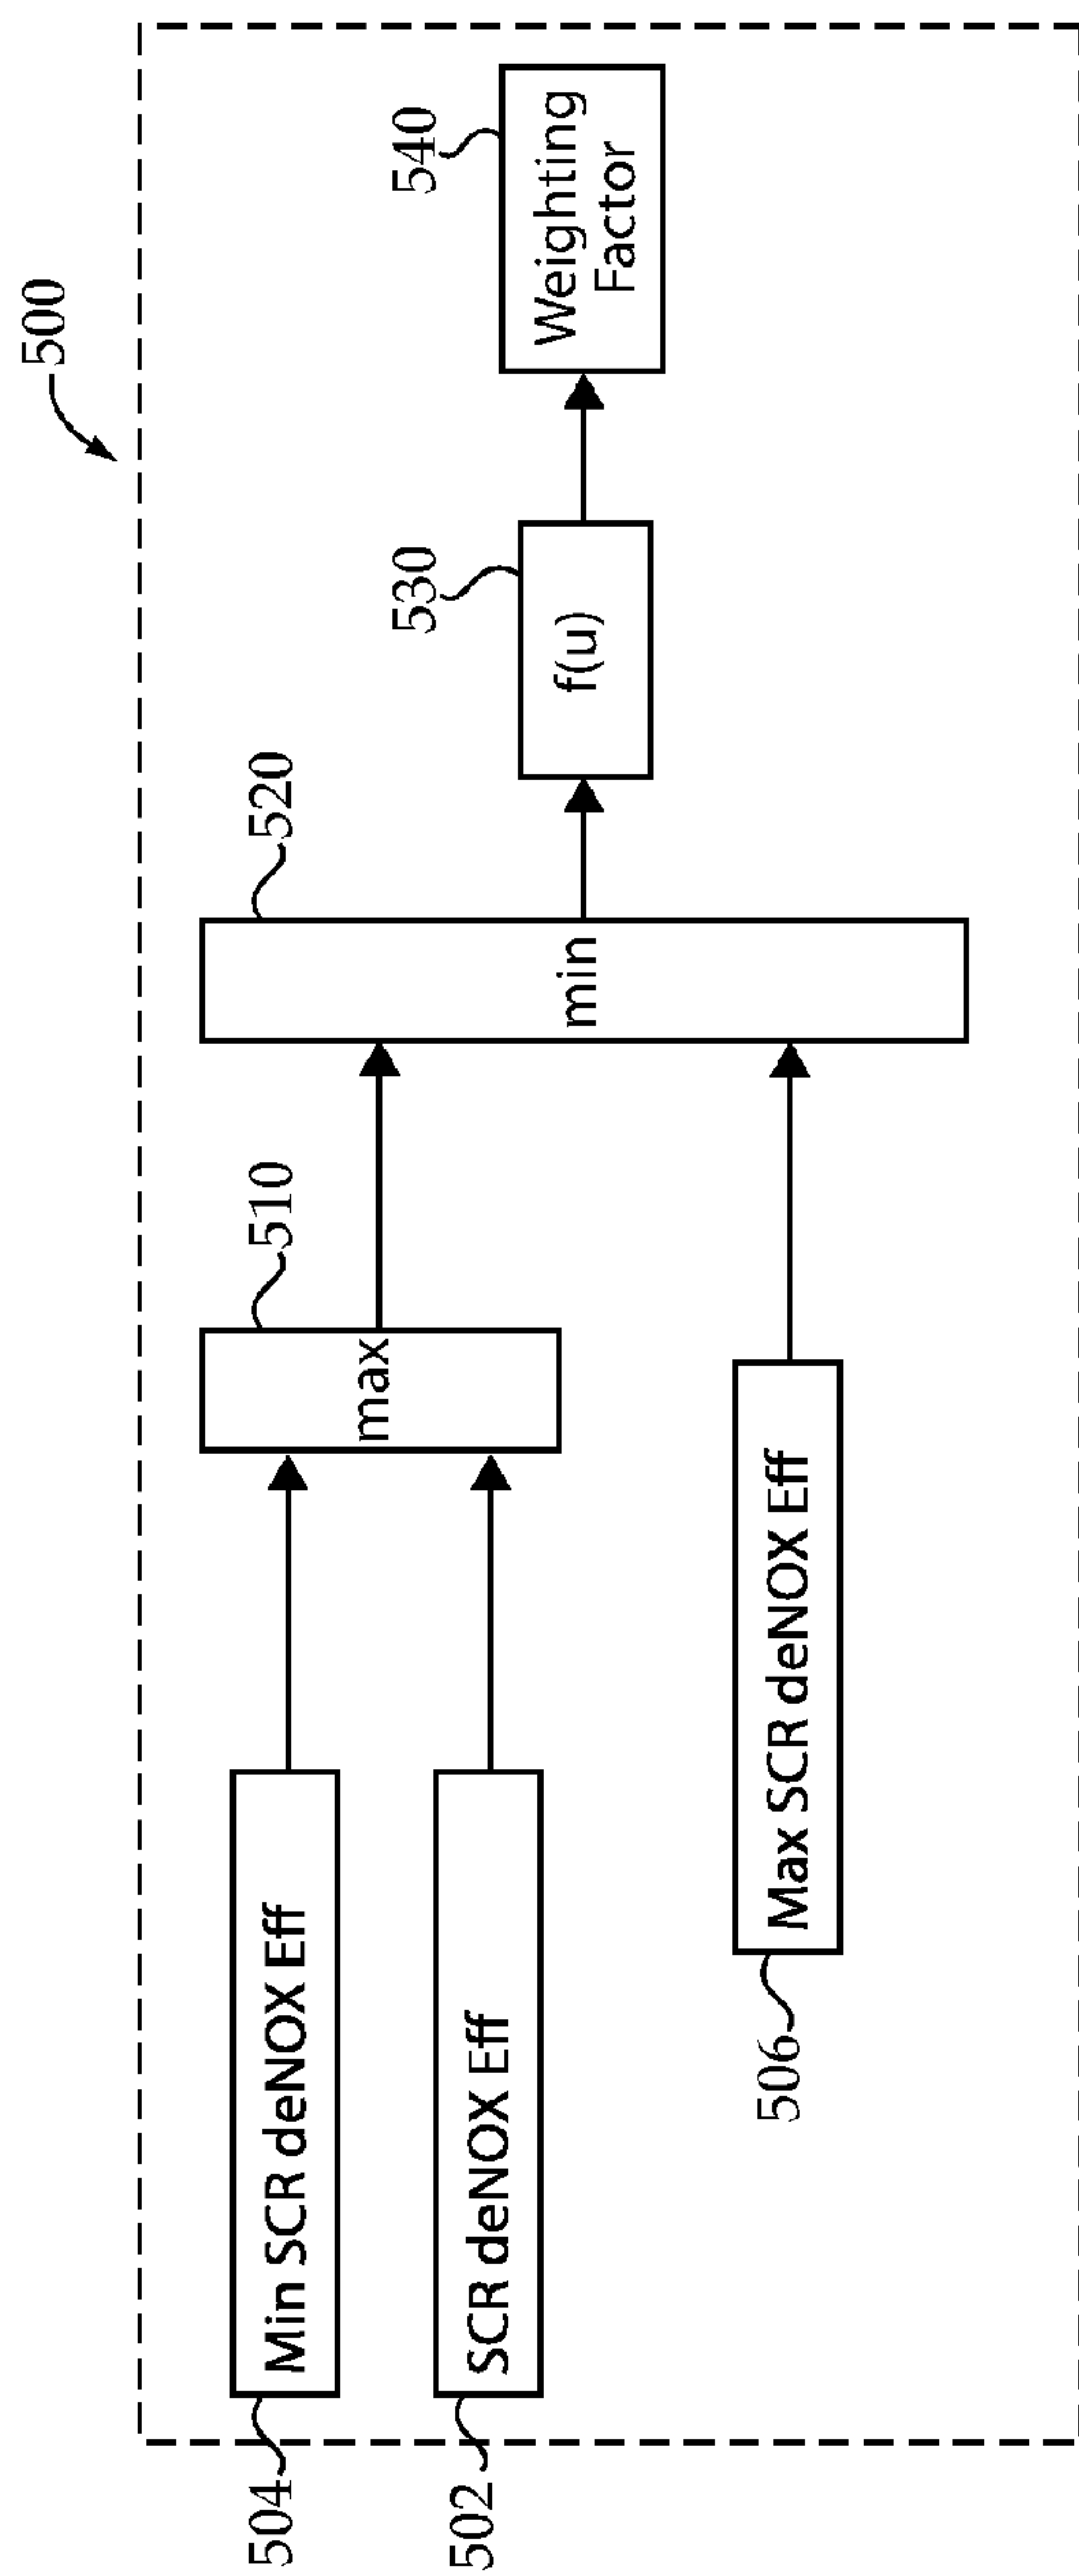 500
504
Min SCR deNOX Eff
502
SCR deNOX Eff
506
Max SCR deNOX Eff
510
max
520
min
530
f(u)
540
Weighting
Factor